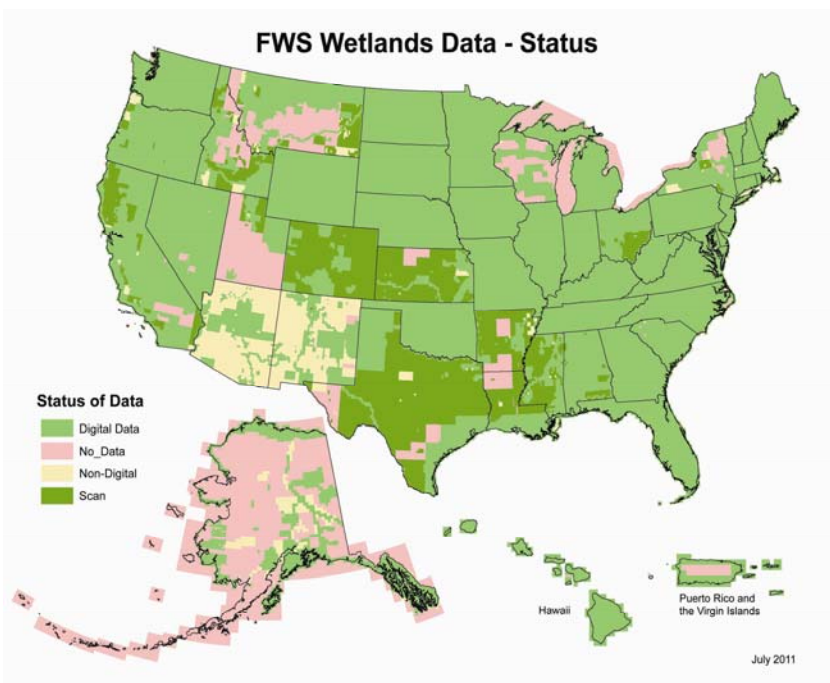 FWS Wetlands Data - Status
Status of Data
Digital Data
No_Data
Non-Digital
Scan
Hawaii
Puerto Rico and
the Virgin Islands
July 2011